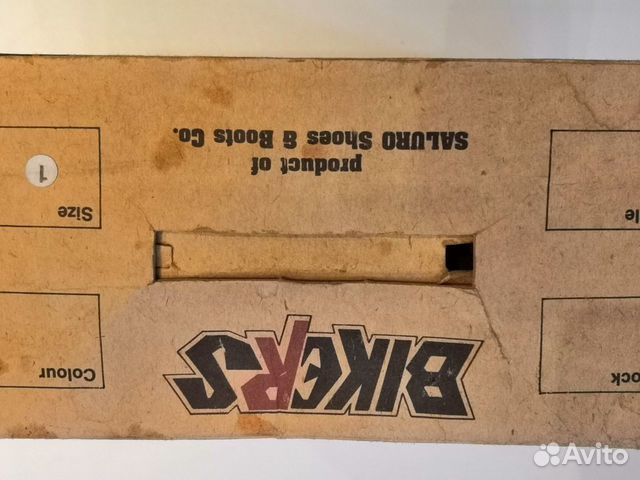 ock
BIKERS
Colour
le
Size
1
product of
SALURO Shoes & Boots Co.
Avito